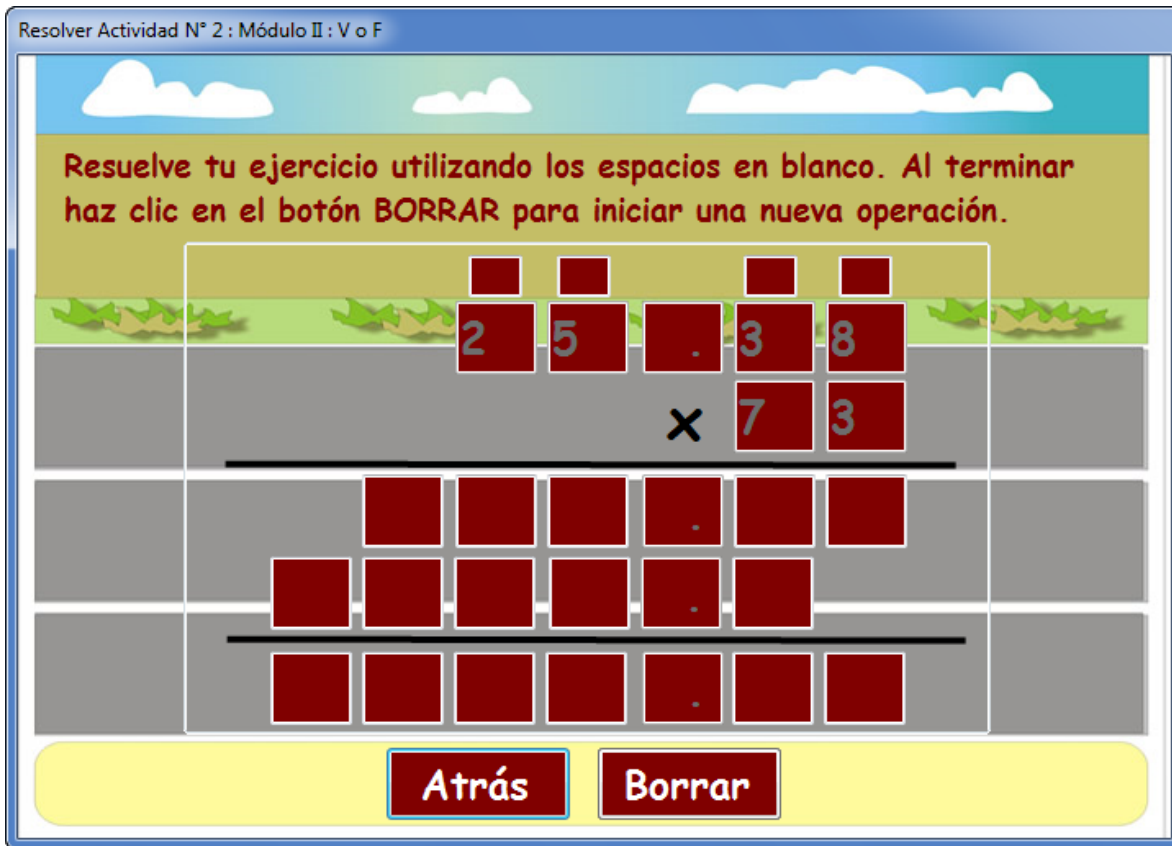 Resolver Actividad N° 2 : Módulo II : V o F
Resuelve tu ejercicio utilizando los espacios en blanco. Al terminar
haz clic en el botón BORRAR para iniciar una nueva operación.
2 5 . 3 8
x 7 3
.
.
.
Atrás Borrar